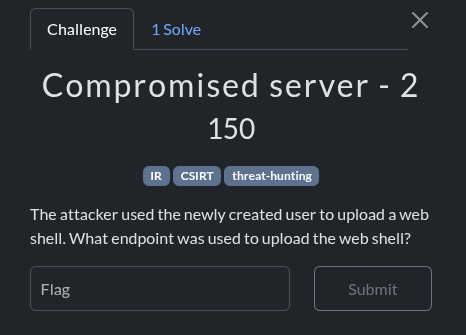 Challenge
1 Solve
Compromised server - 2
150
IR
CSIRT
threat-hunting
The attacker used the newly created user to upload a web
shell. What endpoint was used to upload the web shell?
Flag
Submit